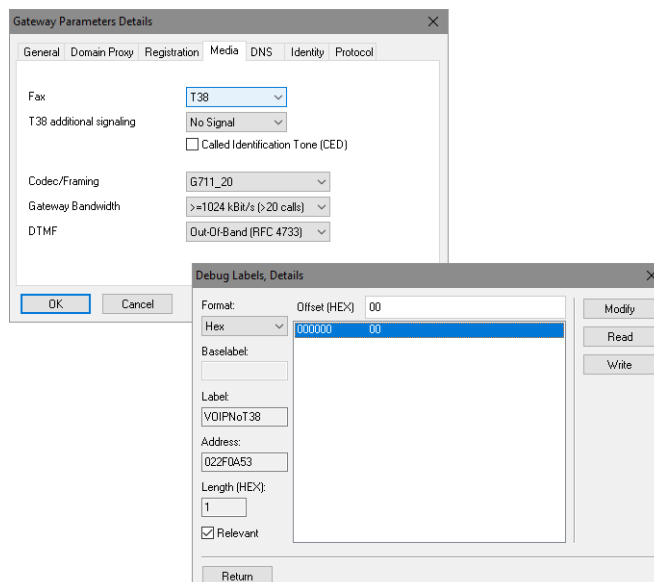 Gateway Parameters Details
General Domain Proxy Registration Media DNS Identity Protocol
Fax T38
T38 additional signaling No Signal
Called Identification Tone (CED)
Codec/Framing G711_20
Gateway Bandwidth >=1024 kBit/s (>20 calls)
DTMF Out-Of-Band (RFC 4733)
OK Cancel
Debug Labels, Details
Format: Offset (HEX) 00 Modify
Hex 000000 00
Read
Baselabel:
Write
Label:
VOIPNoT38
Address:
022F0A53
Length (HEX):
1
Relevant
Return